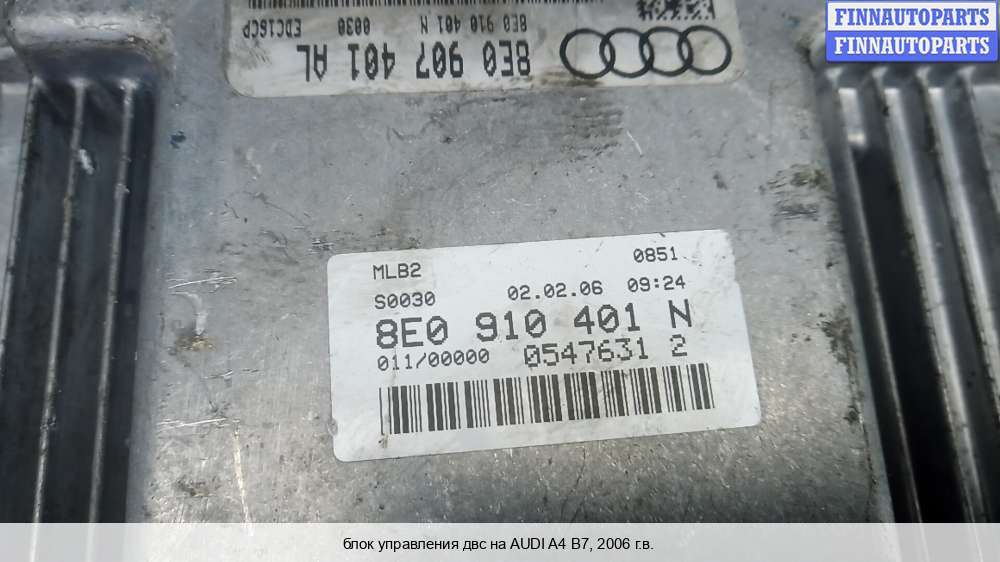 FINNAUTOPARTS
FINNAUTOPARTS
8E0 907 401 AL
8E0 910 401 N 0030 EDC16CP
MLB2 0851
S0030 02.02.06 09:24
8E0 910 401 N
011/00000 0547631 2
блок управления двс на AUDI A4 B7, 2006 г.в.